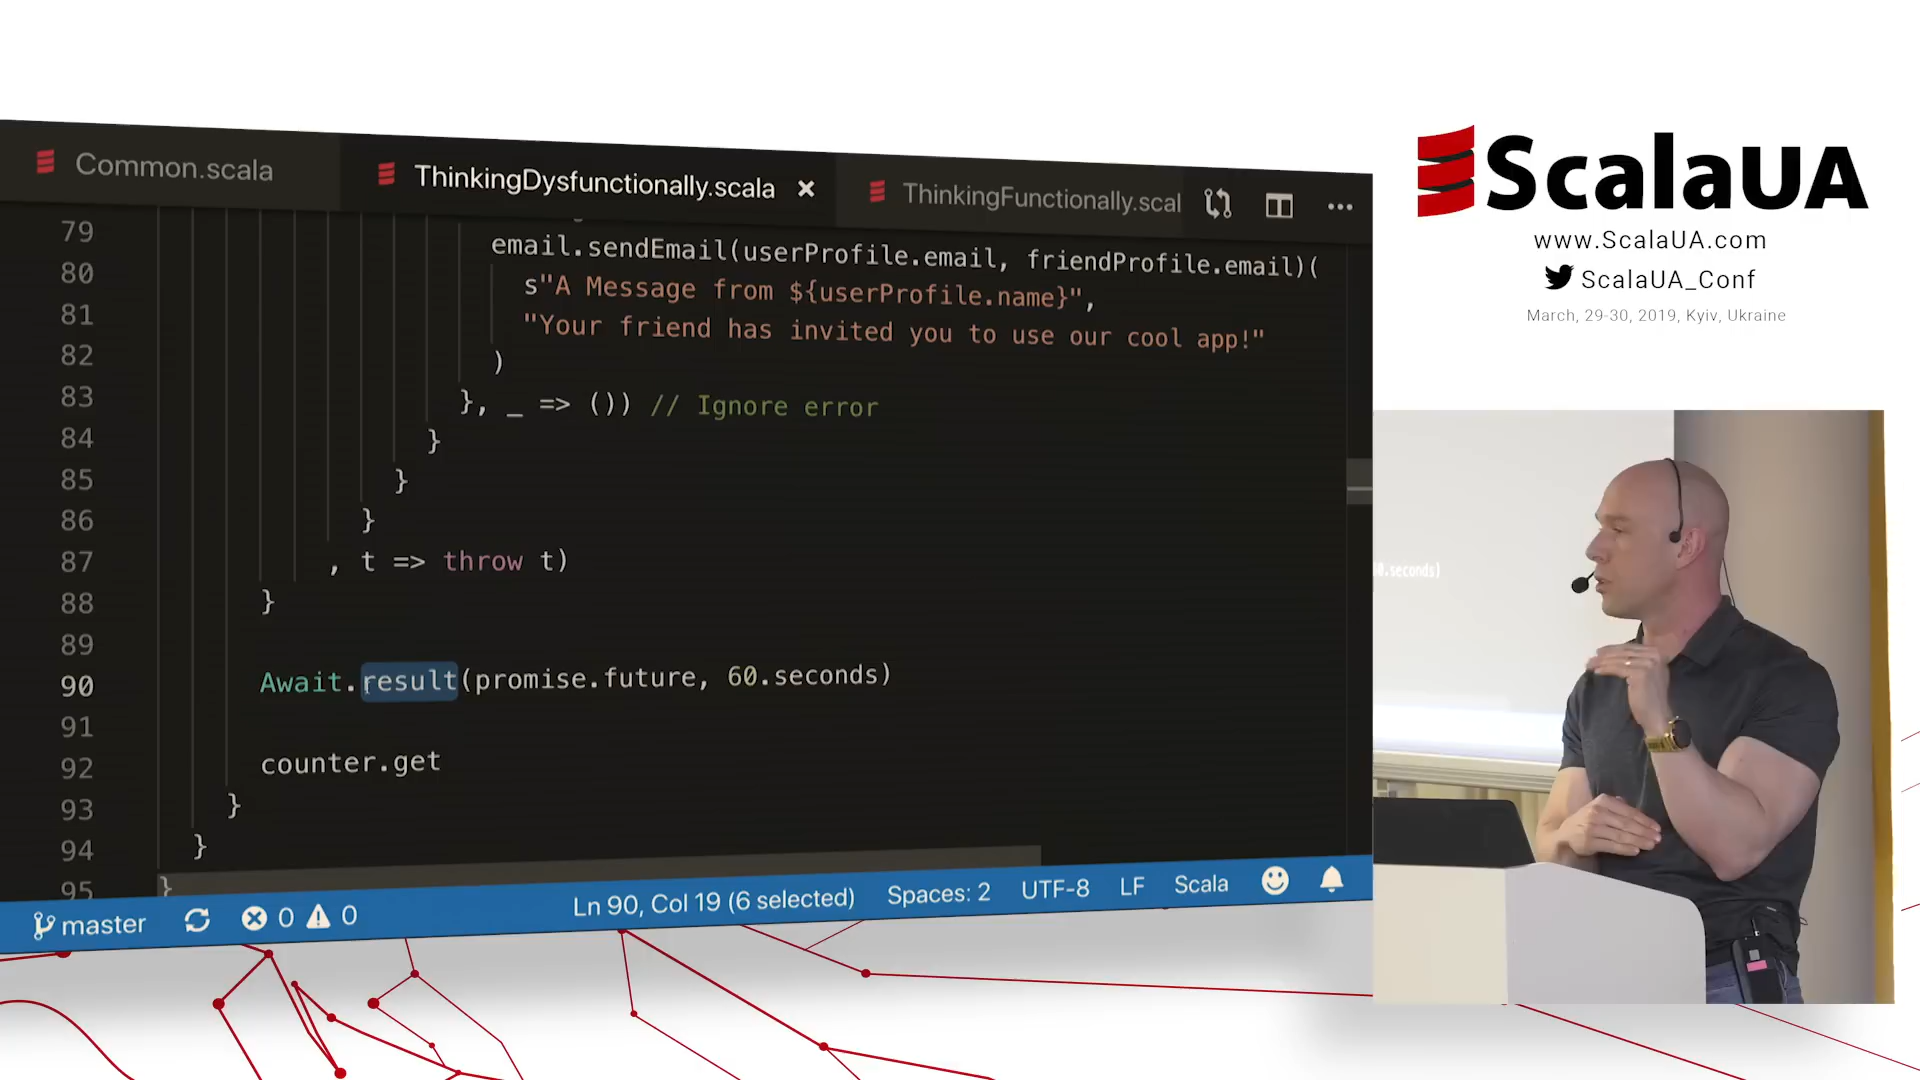 Common.scala
ThinkingDysfunctionally.scala
ThinkingFunctionally.scal
79
80 email.sendEmail(userProfile.email, friendProfile.email)(
81 s"A Message from ${userProfile.name}",
82 "Your friend has invited you to use our cool app!"
)
83 }, _ => ()) // Ignore error
84 }
85 }
86 }
87 , t => throw t)
88 }
89
90 Await.result(promise.future, 60.seconds)
91
92 counter.get
93 }
94 }
95 }
master 0 0 Ln 90, Col 19 (6 selected) Spaces: 2 UTF-8 LF Scala
ScalaUA
www.ScalaUA.com
ScalaUA_Conf
March, 29-30, 2019, Kyiv, Ukraine
0.seconds)